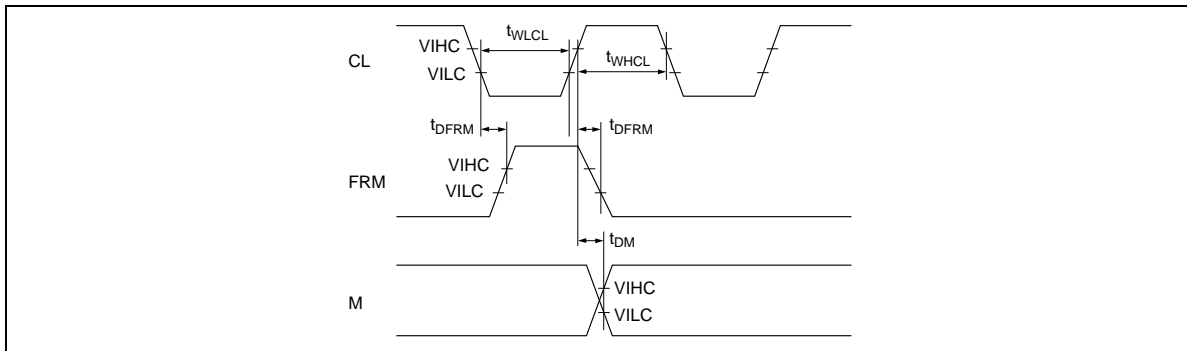 tWLCL
VIHC
CL
VILC
tWHCL
tDFRM
tDFRM
VIHC
FRM
VILC
tDM
VIHC
M
VILC